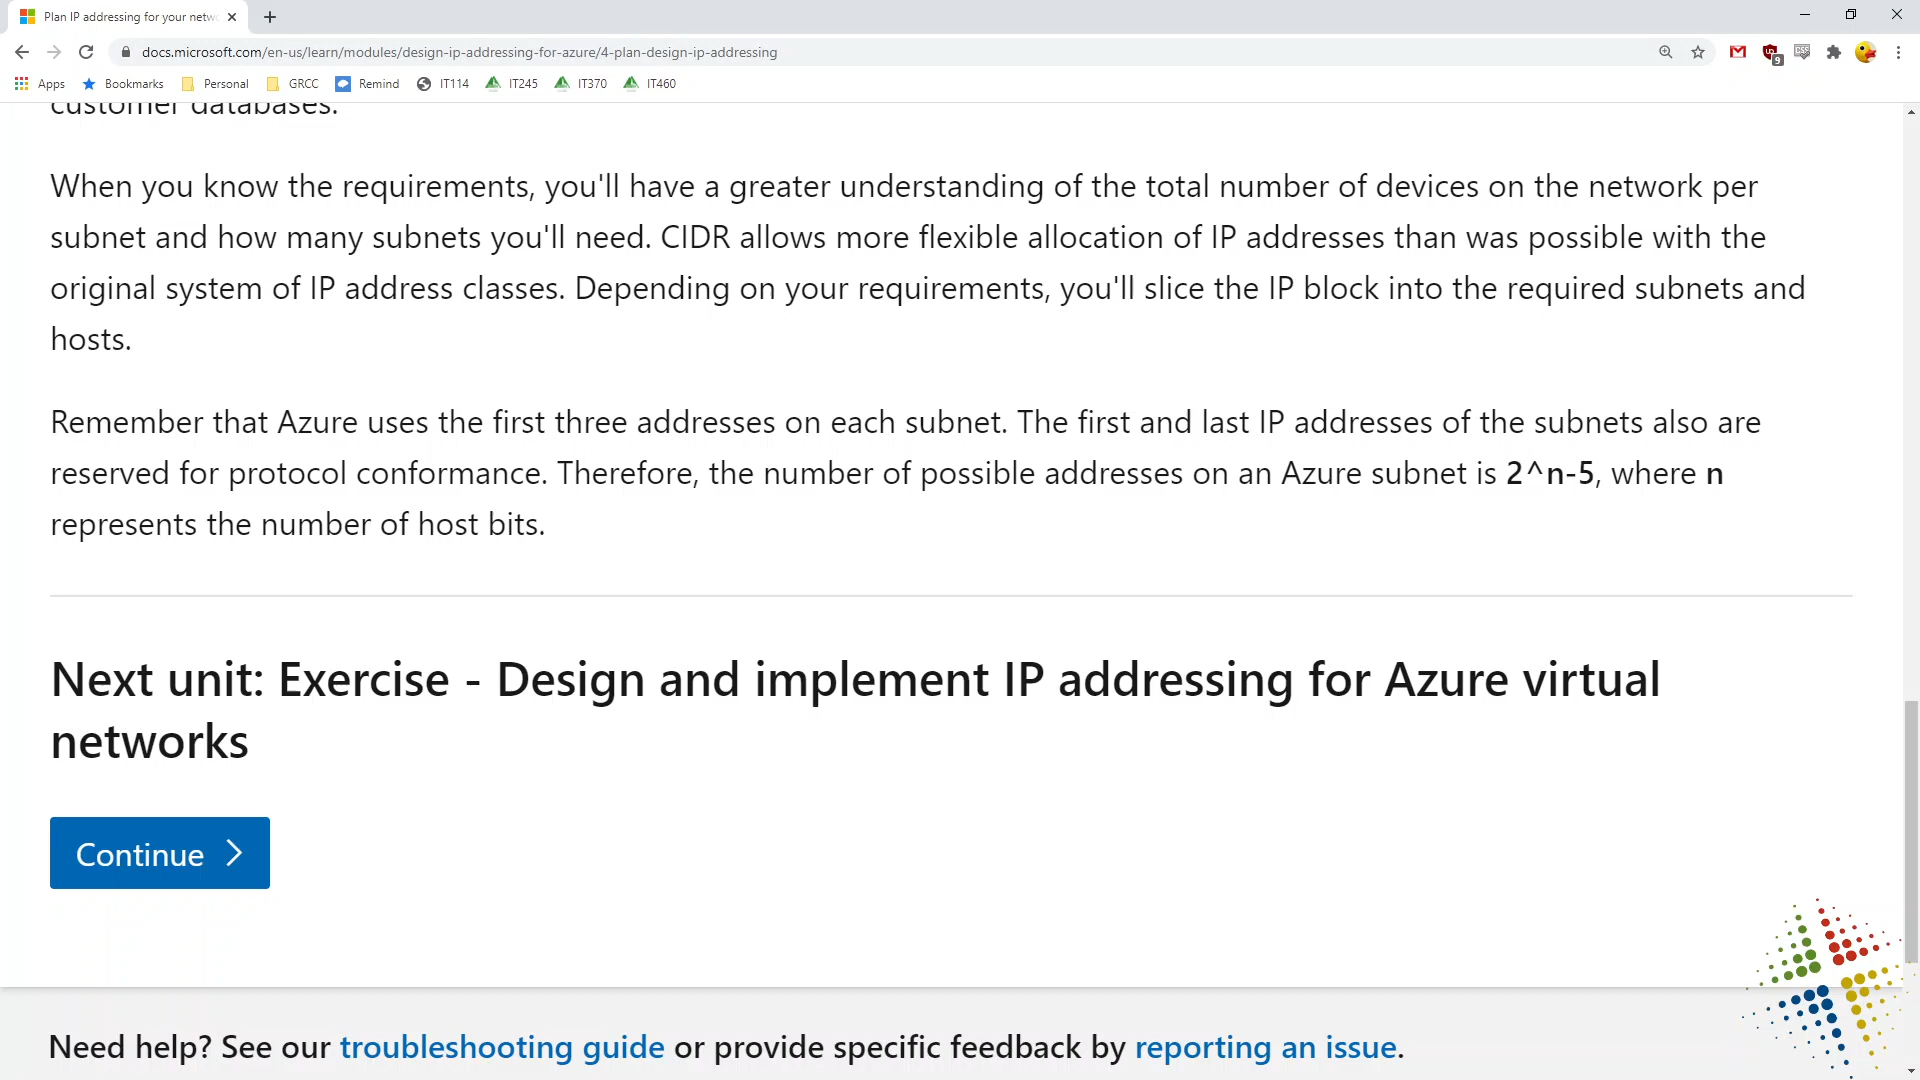 Plan IP addressing for your netw
docs.microsoft.com/en-us/learn/modules/design-ip-addressing-for-azure/4-plan-design-ip-addressing
9
Apps Bookmarks Personal GRCC Remind IT114 IT245 IT370 IT460
customer databases.
When you know the requirements, you'll have a greater understanding of the total number of devices on the network per
subnet and how many subnets you'll need. CIDR allows more flexible allocation of IP addresses than was possible with the
original system of IP address classes. Depending on your requirements, you'll slice the IP block into the required subnets and
hosts.
Remember that Azure uses the first three addresses on each subnet. The first and last IP addresses of the subnets also are
reserved for protocol conformance. Therefore, the number of possible addresses on an Azure subnet is 2^n-5, where n
represents the number of host bits.
Next unit: Exercise - Design and implement IP addressing for Azure virtual
networks
Continue
Need help? See our troubleshooting guide or provide specific feedback by reporting an issue.